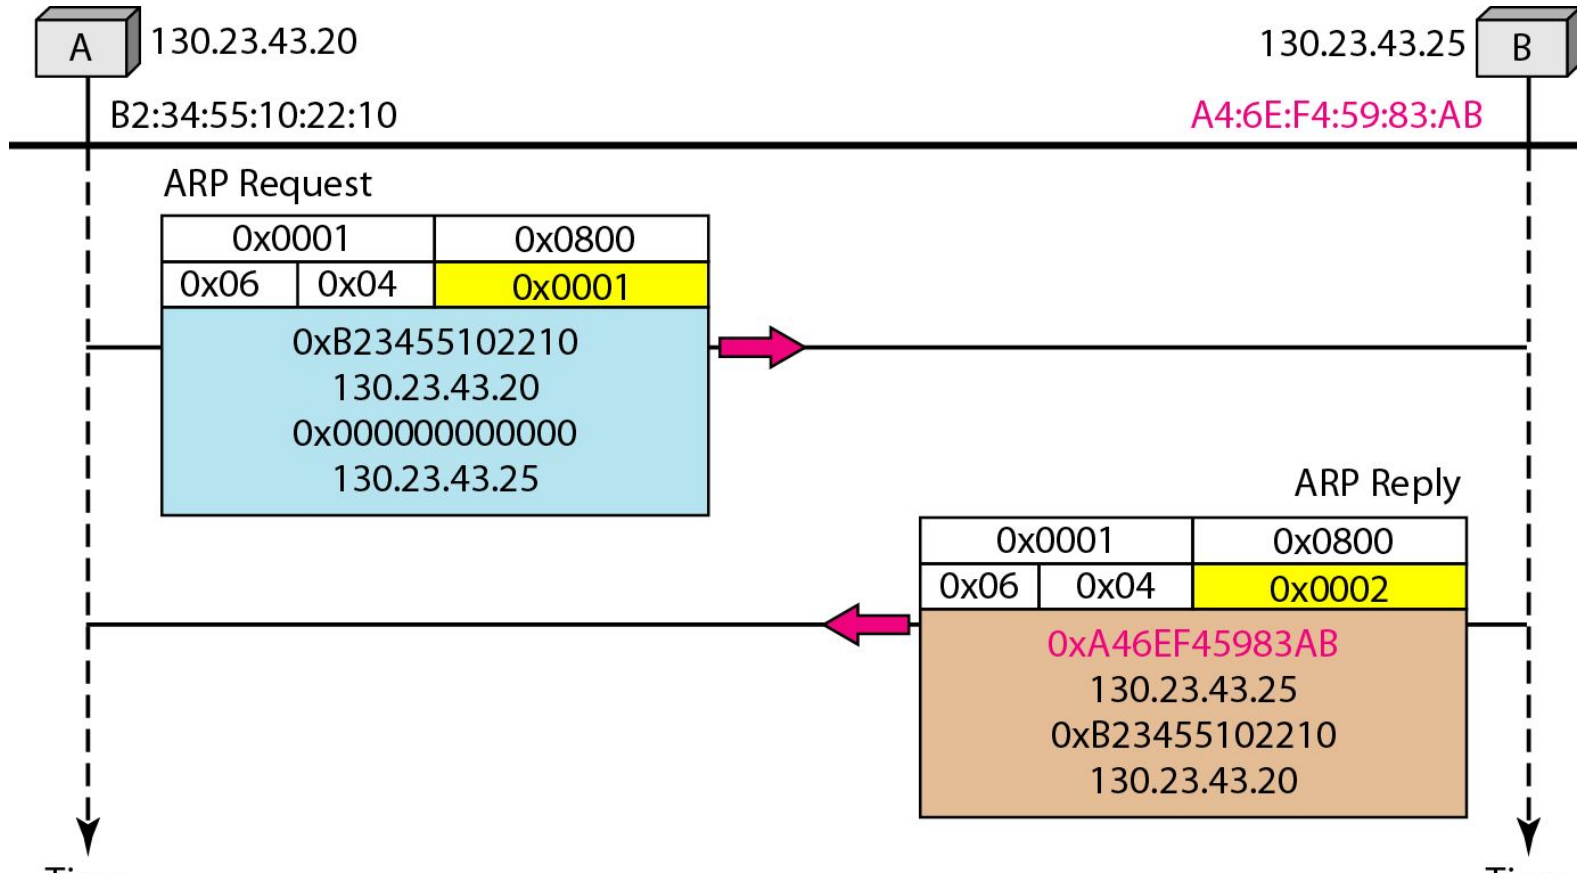 A 130.23.43.20
130.23.43.25 B
B2:34:55:10:22:10
A4:6E:F4:59:83:AB
ARP Request
0x0001 0x0800
0x06 0x04 0x0001
0xB23455102210
130.23.43.20
0x000000000000
130.23.43.25
ARP Reply
0x0001 0x0800
0x06 0x04 0x0002
0xA46EF45983AB
130.23.43.25
0xB23455102210
130.23.43.20